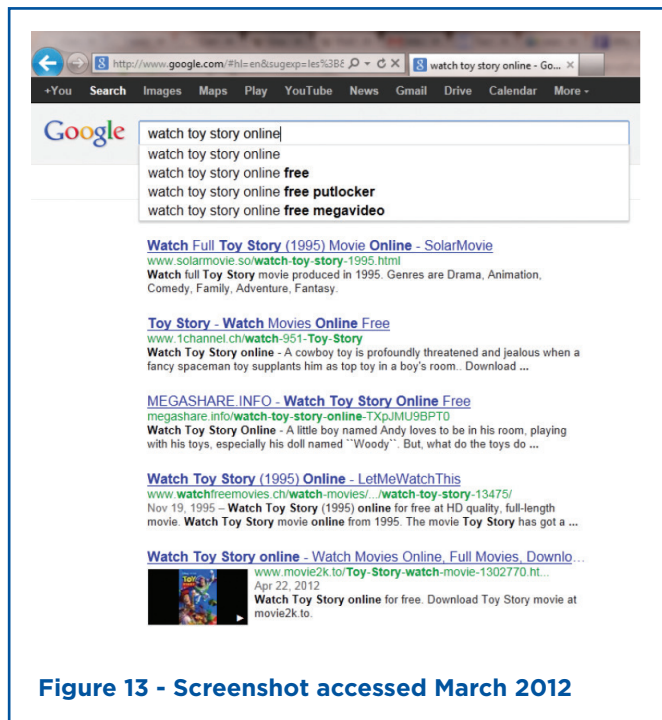 http://www.google.com/#hl=en&sugexp=les%3B8
watch toy story online - Go...
+You Search Images Maps Play YouTube News Gmail Drive Calendar More
Google
watch toy story online
watch toy story online
watch toy story online free
watch toy story online free putlocker
watch toy story online free megavideo
Watch Full Toy Story (1995) Movie Online - SolarMovie
www.solarmovie.so/watch-toy-story-1995.html
Watch full Toy Story movie produced in 1995. Genres are Drama, Animation,
Comedy, Family, Adventure, Fantasy.
Toy Story - Watch Movies Online Free
www.1channel.ch/watch-951-Toy-Story
Watch Toy Story online - A cowboy toy is profoundly threatened and jealous when a
fancy spaceman toy supplants him as top toy in a boy's room.. Download ...
MEGASHARE.INFO - Watch Toy Story Online Free
megashare.info/watch-toy-story-online-TXpJMU9BPT0
Watch Toy Story Online - A little boy named Andy loves to be in his room, playing
with his toys, especially his doll named ``Woody``. But, what do the toys do ...
Watch Toy Story (1995) Online - LetMeWatchThis
www.watchfreemovies.ch/watch-movies/.../watch-toy-story-13475/
Nov 19, 1995 – Watch Toy Story (1995) online for free at HD quality, full-length
movie. Watch Toy Story movie online from 1995. The movie Toy Story has got a ...
Watch Toy Story online - Watch Movies Online, Full Movies, Downlo...
www.movie2k.to/Toy-Story-watch-movie-1302770.ht...
Apr 22, 2012
Watch Toy Story online for free. Download Toy Story movie at
movie2k.to.
Figure 13 - Screenshot accessed March 2012